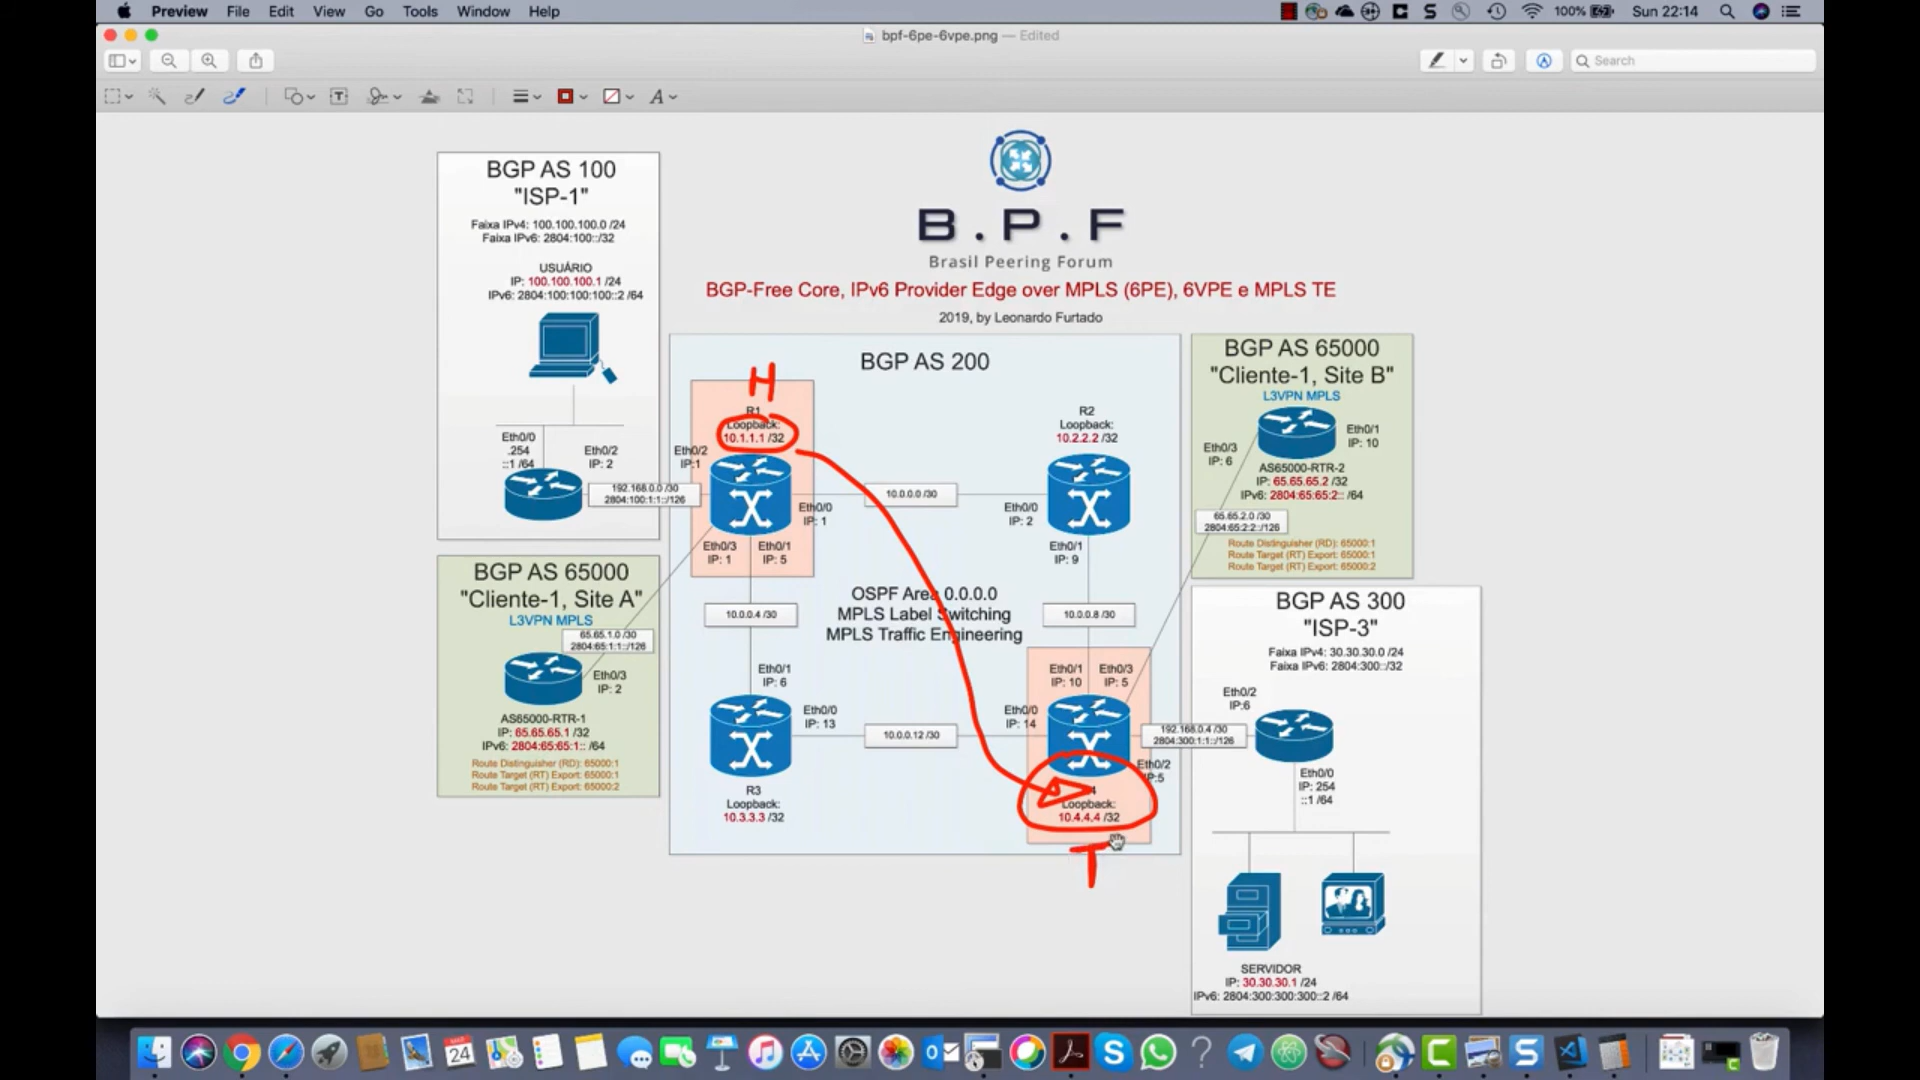 Preview File Edit View Go Tools Window Help
100% Sun 22:14
bpf-6pe-6vpe.png — Edited
Search
BGP AS 100
"ISP-1"
Faixa IPv4: 100.100.100.0 /24
Faixa IPv6: 2804:100::/32
USUÁRIO
IP: 100.100.100.1 /24
IPv6: 2804:100:100:100::2 /64
Eth0/0
.254
::1 /64
Eth0/2
IP: 2
192.168.0.0 /30
2804:100:1:1::/126
B.P.F
Brasil Peering Forum
BGP-Free Core, IPv6 Provider Edge over MPLS (6PE), 6VPE e MPLS TE
2019, by Leonardo Furtado
BGP AS 200
H
R1
Loopback:
10.1.1.1 /32
Eth0/2
IP:1
Eth0/0
IP: 1
Eth0/3
IP: 1
Eth0/1
IP: 5
10.0.0.0 /30
R2
Loopback:
10.2.2.2 /32
Eth0/0
IP: 2
Eth0/1
IP: 9
10.0.0.4 /30
OSPF Area 0.0.0.0
MPLS Label Switching
MPLS Traffic Engineering
10.0.0.8 /30
Eth0/1
IP: 6
Eth0/0
IP: 13
10.0.0.12 /30
R3
Loopback:
10.3.3.3 /32
Eth0/1
IP: 10
Eth0/3
IP: 5
Eth0/0
IP: 14
Eth0/2
IP:5
Loopback:
10.4.4.4 /32
T
192.168.0.4 /30
2804:300:1:1::/126
BGP AS 65000
"Cliente-1, Site A"
L3VPN MPLS
65.65.1.0 /30
2804:65:1:1::/126
Eth0/3
IP: 2
AS65000-RTR-1
IP: 65.65.65.1 /32
IPv6: 2804:65:65:1:: /64
Route Distinguisher (RD): 65000:1
Route Target (RT) Export: 65000:1
Route Target (RT) Export: 65000:2
BGP AS 65000
"Cliente-1, Site B"
L3VPN MPLS
Eth0/1
IP: 10
Eth0/3
IP: 6
AS65000-RTR-2
IP: 65.65.65.2 /32
IPv6: 2804:65:65:2:: /64
65.65.2.0 /30
2804:65:2:2::/126
Route Distinguisher (RD): 65000:1
Route Target (RT) Export: 65000:1
Route Target (RT) Export: 65000:2
BGP AS 300
"ISP-3"
Faixa IPv4: 30.30.30.0 /24
Faixa IPv6: 2804:300::/32
Eth0/2
IP:6
Eth0/0
IP: 254
::1 /64
SERVIDOR
IP: 30.30.30.1 /24
IPv6: 2804:300:300:300::2 /64
24